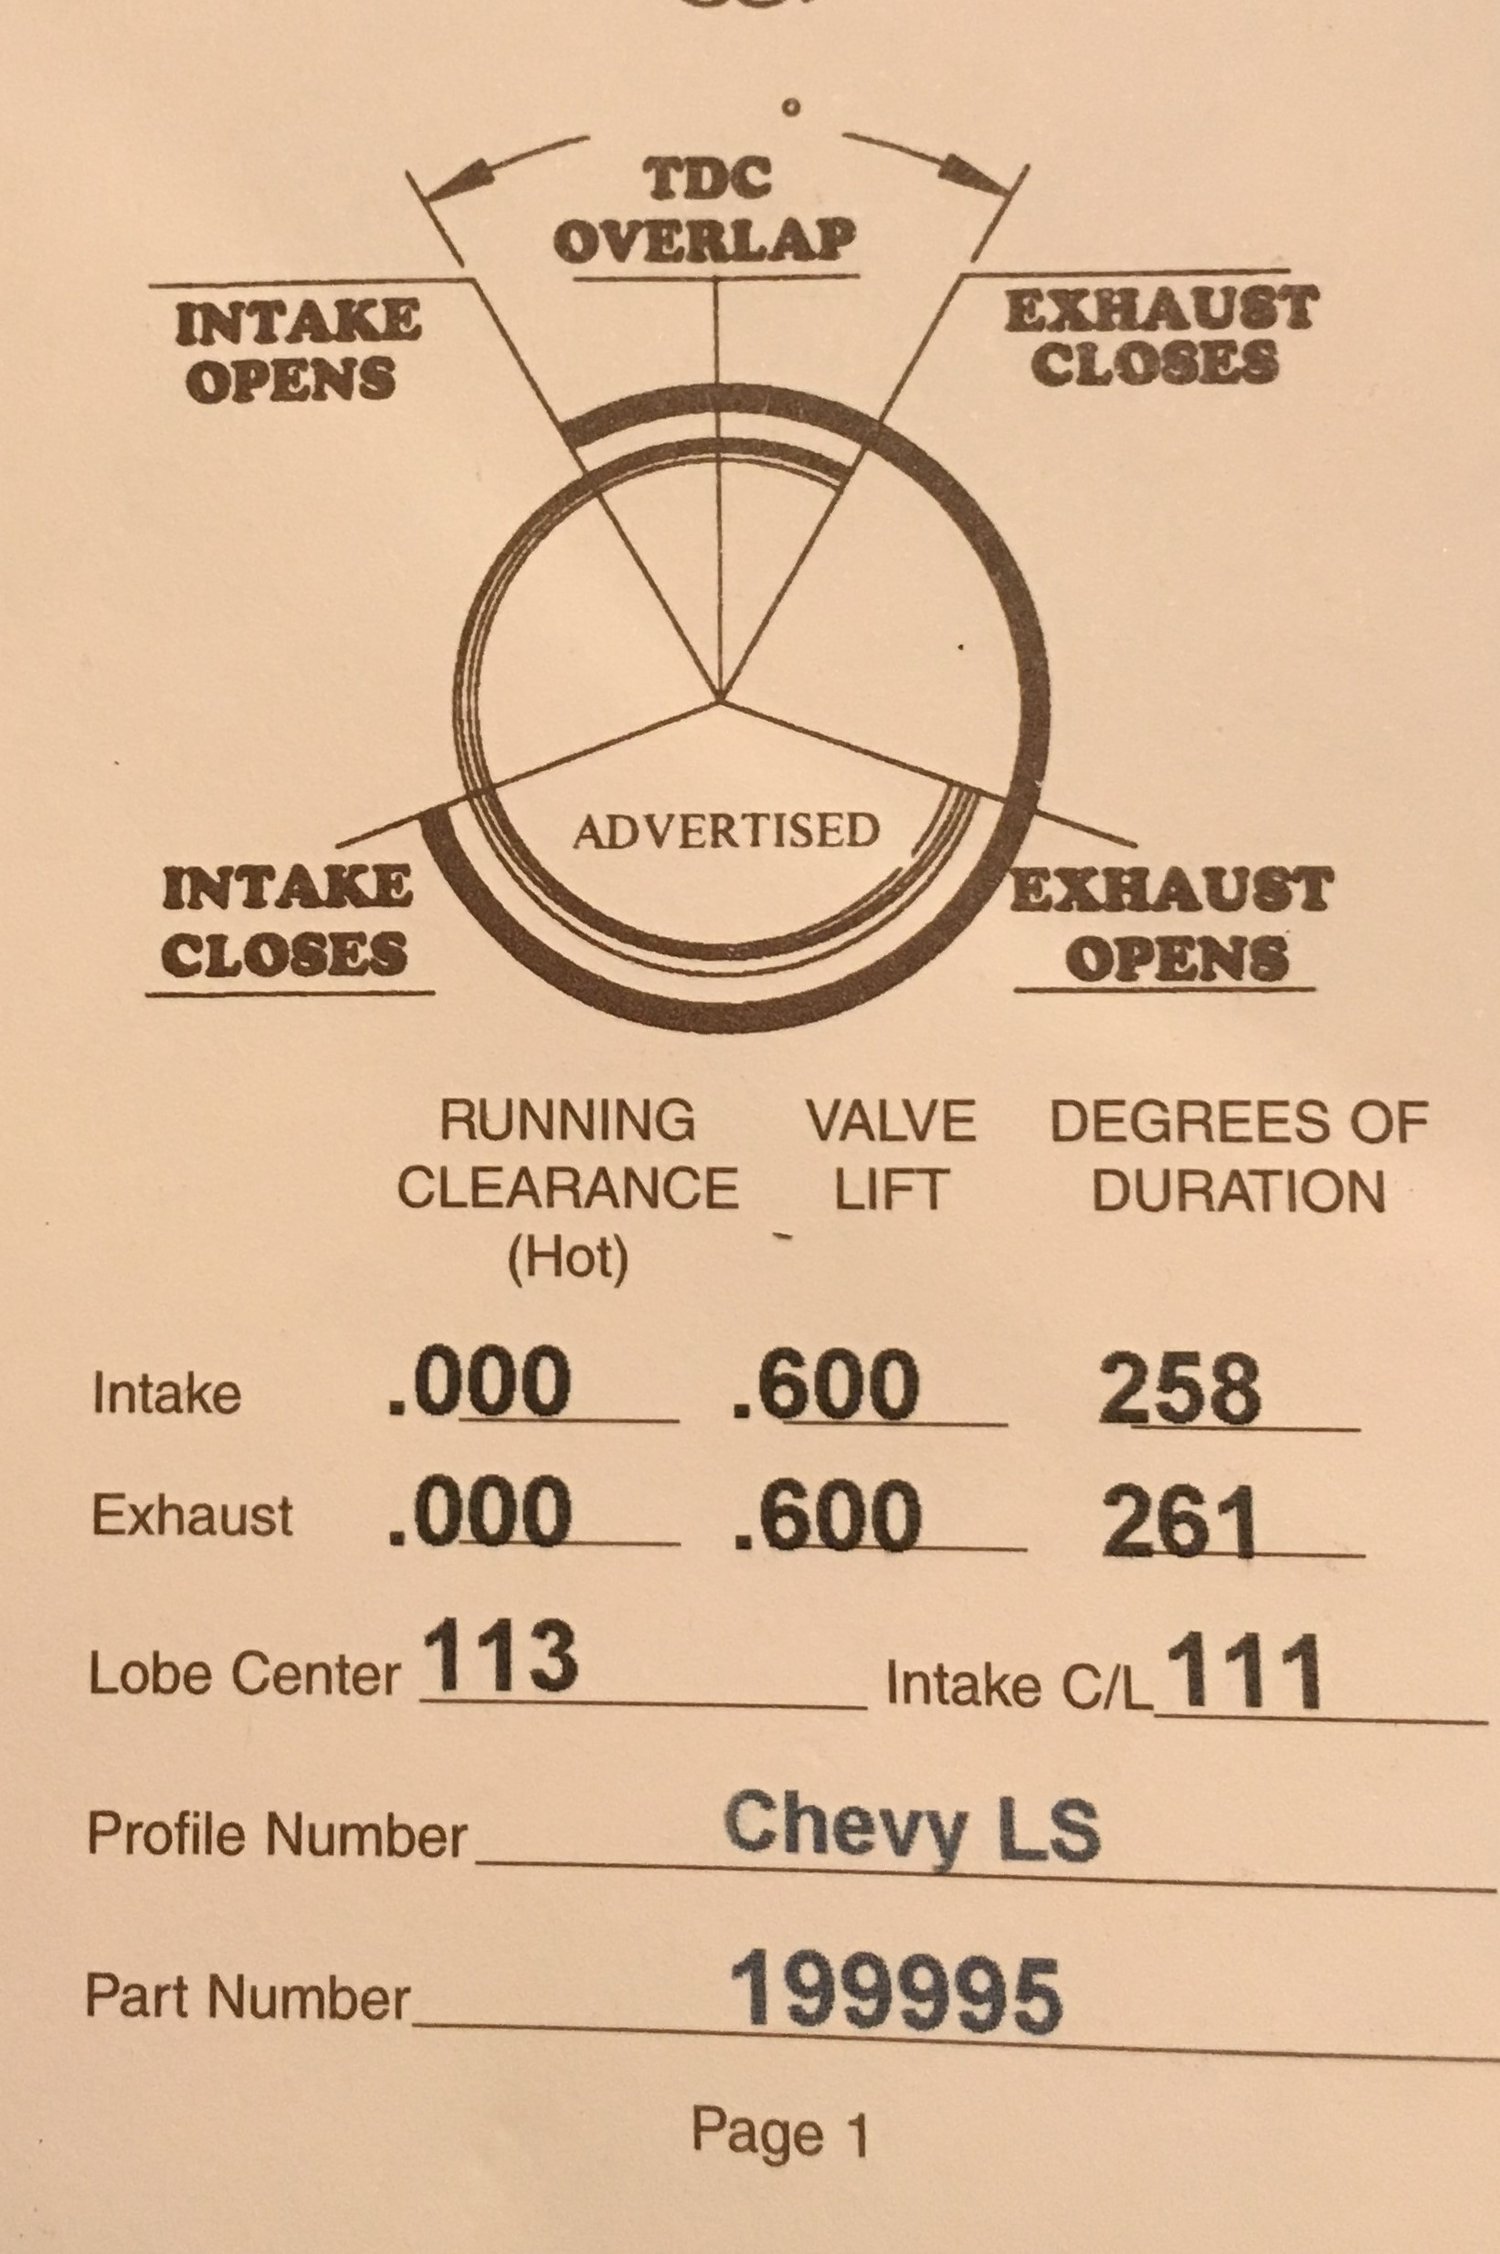 °
TDC
OVERLAP
INTAKE
OPENS
EXHAUST
CLOSES
ADVERTISED
INTAKE
CLOSES
EXHAUST
OPENS
RUNNING CLEARANCE (Hot)
VALVE LIFT
DEGREES OF DURATION
Intake .000 .600 258
Exhaust .000 .600 261
Lobe Center 113 Intake C/L 111
Profile Number Chevy LS
Part Number 199995
Page 1